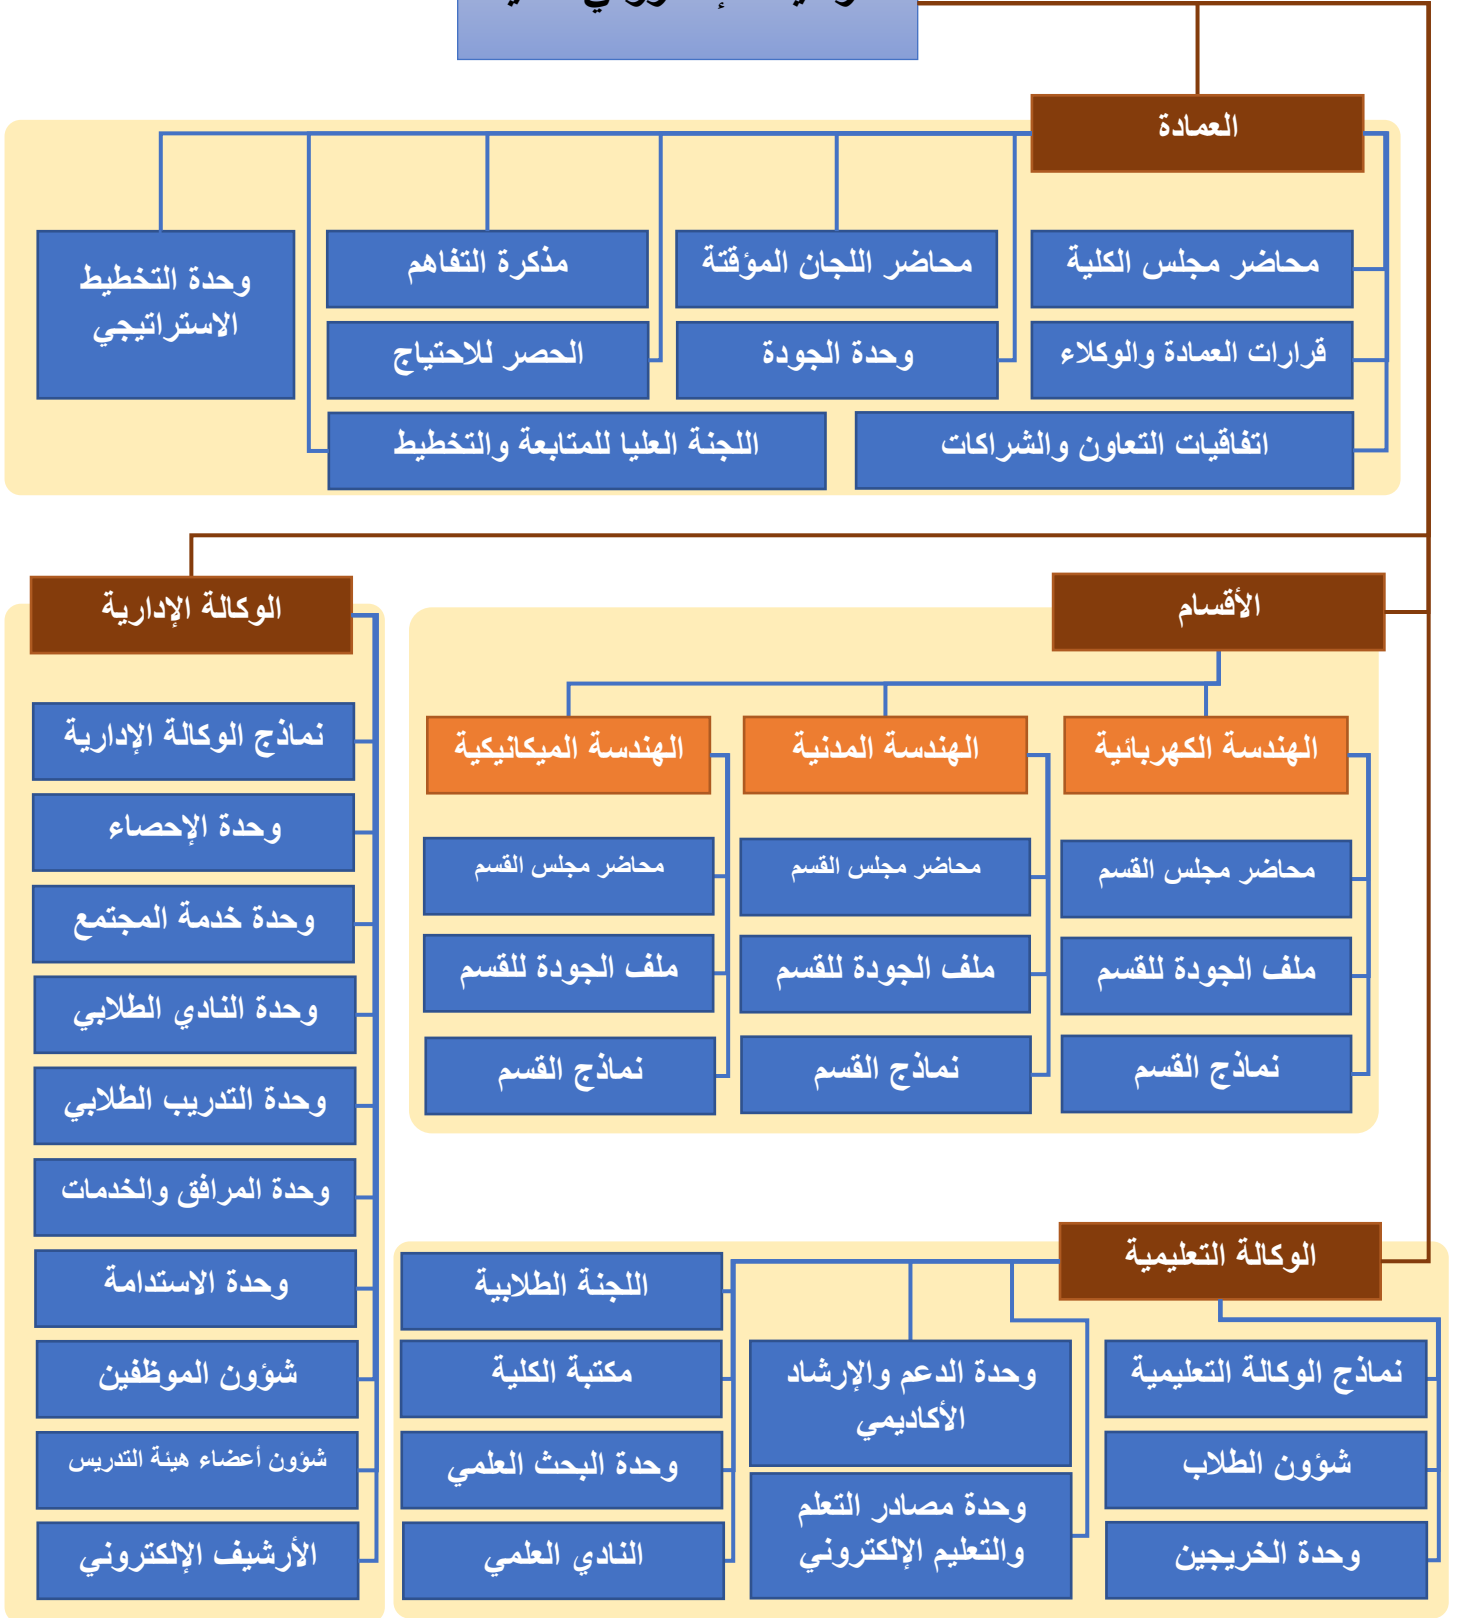 العمادة
محاضر مجلس الكلية
محاضر اللجان المؤقتة
مذكرة التفاهم
وحدة التخطيط
الاستراتيجي
قرارات العمادة والوكلاء
وحدة الجودة
الحصر للاحتياج
اتفاقيات التعاون والشراكات
اللجنة العليا للمتابعة والتخطيط
الأقسام
الهندسة الكهربائية
الهندسة المدنية
الهندسة الميكانيكية
محاضر مجلس القسم
محاضر مجلس القسم
محاضر مجلس القسم
ملف الجودة للقسم
ملف الجودة للقسم
ملف الجودة للقسم
نماذج القسم
نماذج القسم
نماذج القسم
الوكالة الإدارية
نماذج الوكالة الإدارية
وحدة الإحصاء
وحدة خدمة المجتمع
وحدة النادي الطلابي
وحدة التدريب الطلابي
وحدة المرافق والخدمات
وحدة الاستدامة
شؤون الموظفين
شؤون أعضاء هيئة التدريس
الأرشيف الإلكتروني
الوكالة التعليمية
نماذج الوكالة التعليمية
شؤون الطلاب
وحدة الخريجين
وحدة الدعم والإرشاد
الأكاديمي
وحدة مصادر التعلم
والتعليم الإلكتروني
اللجنة الطلابية
مكتبة الكلية
وحدة البحث العلمي
النادي العلمي